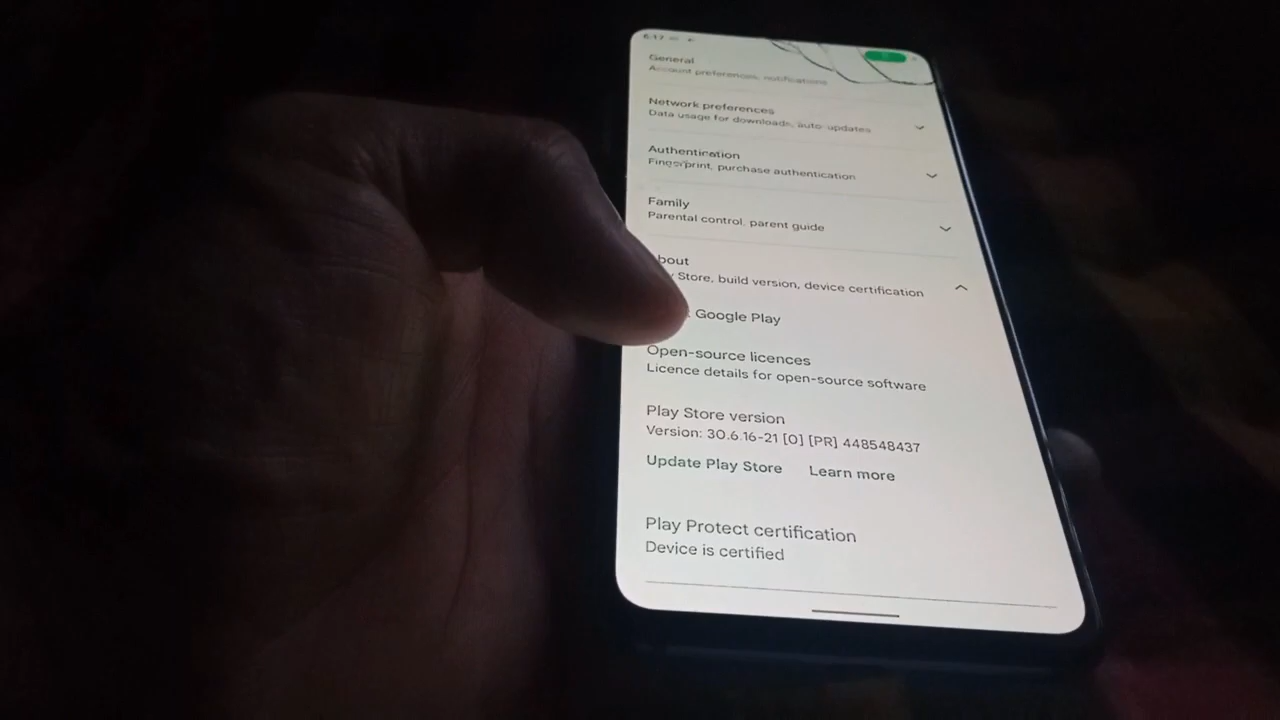 6:17
General
Account preferences, notifications
Network preferences
Data usage for downloads, auto-updates
Authentication
Fingerprint, purchase authentication
Family
Parental control, parent guide
bout
Store, build version, device certification
Google Play
Open-source licences
Licence details for open-source software
Play Store version
Version: 30.6.16-21 [0] [PR] 448548437
Update Play Store Learn more
Play Protect certification
Device is certified